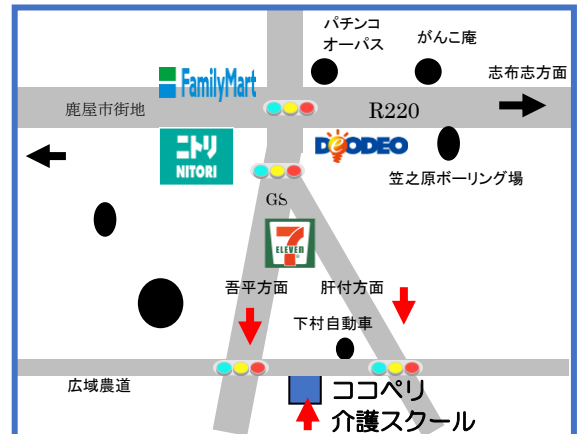 パチンコ
オーパス
がんこ庵
志布志方面
FamilyMart
鹿屋市街地
R220
ニトリ
NITORI
DEODEO
笠之原ボーリング場
GS
7
ELEVEN
吾平方面
肝付方面
下村自動車
広域農道
ココペリ
介護スクール